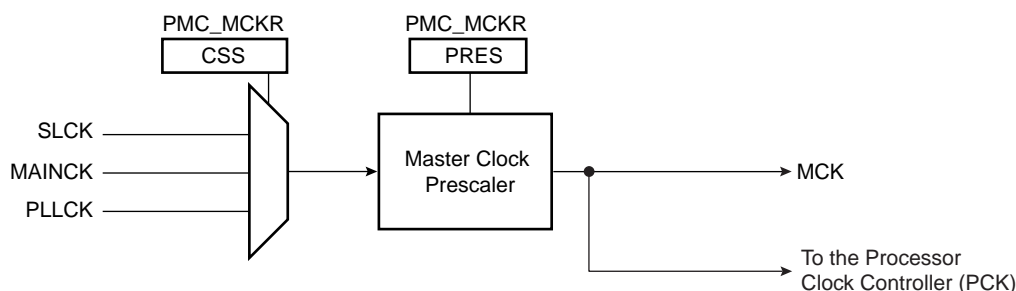 PMC_MCKR
PMC_MCKR
CSS
PRES
SLCK
MAINCK
PLLCK
Master Clock
Prescaler
MCK
To the Processor
Clock Controller (PCK)